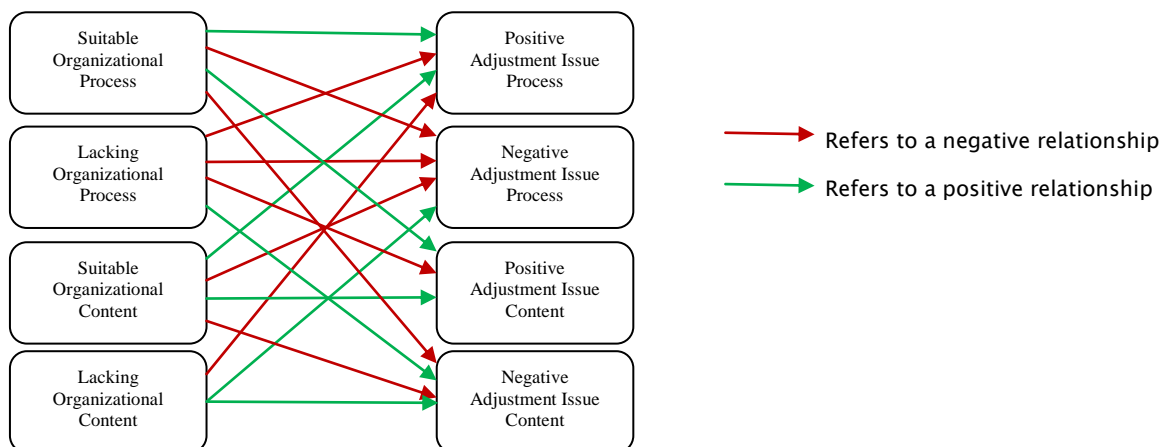 Suitable
Organizational
Process
Positive
Adjustment Issue
Process
Lacking
Organizational
Process
Negative
Adjustment Issue
Process
Suitable
Organizational
Content
Positive
Adjustment Issue
Content
Lacking
Organizational
Content
Negative
Adjustment Issue
Content
Refers to a negative relationship
Refers to a positive relationship